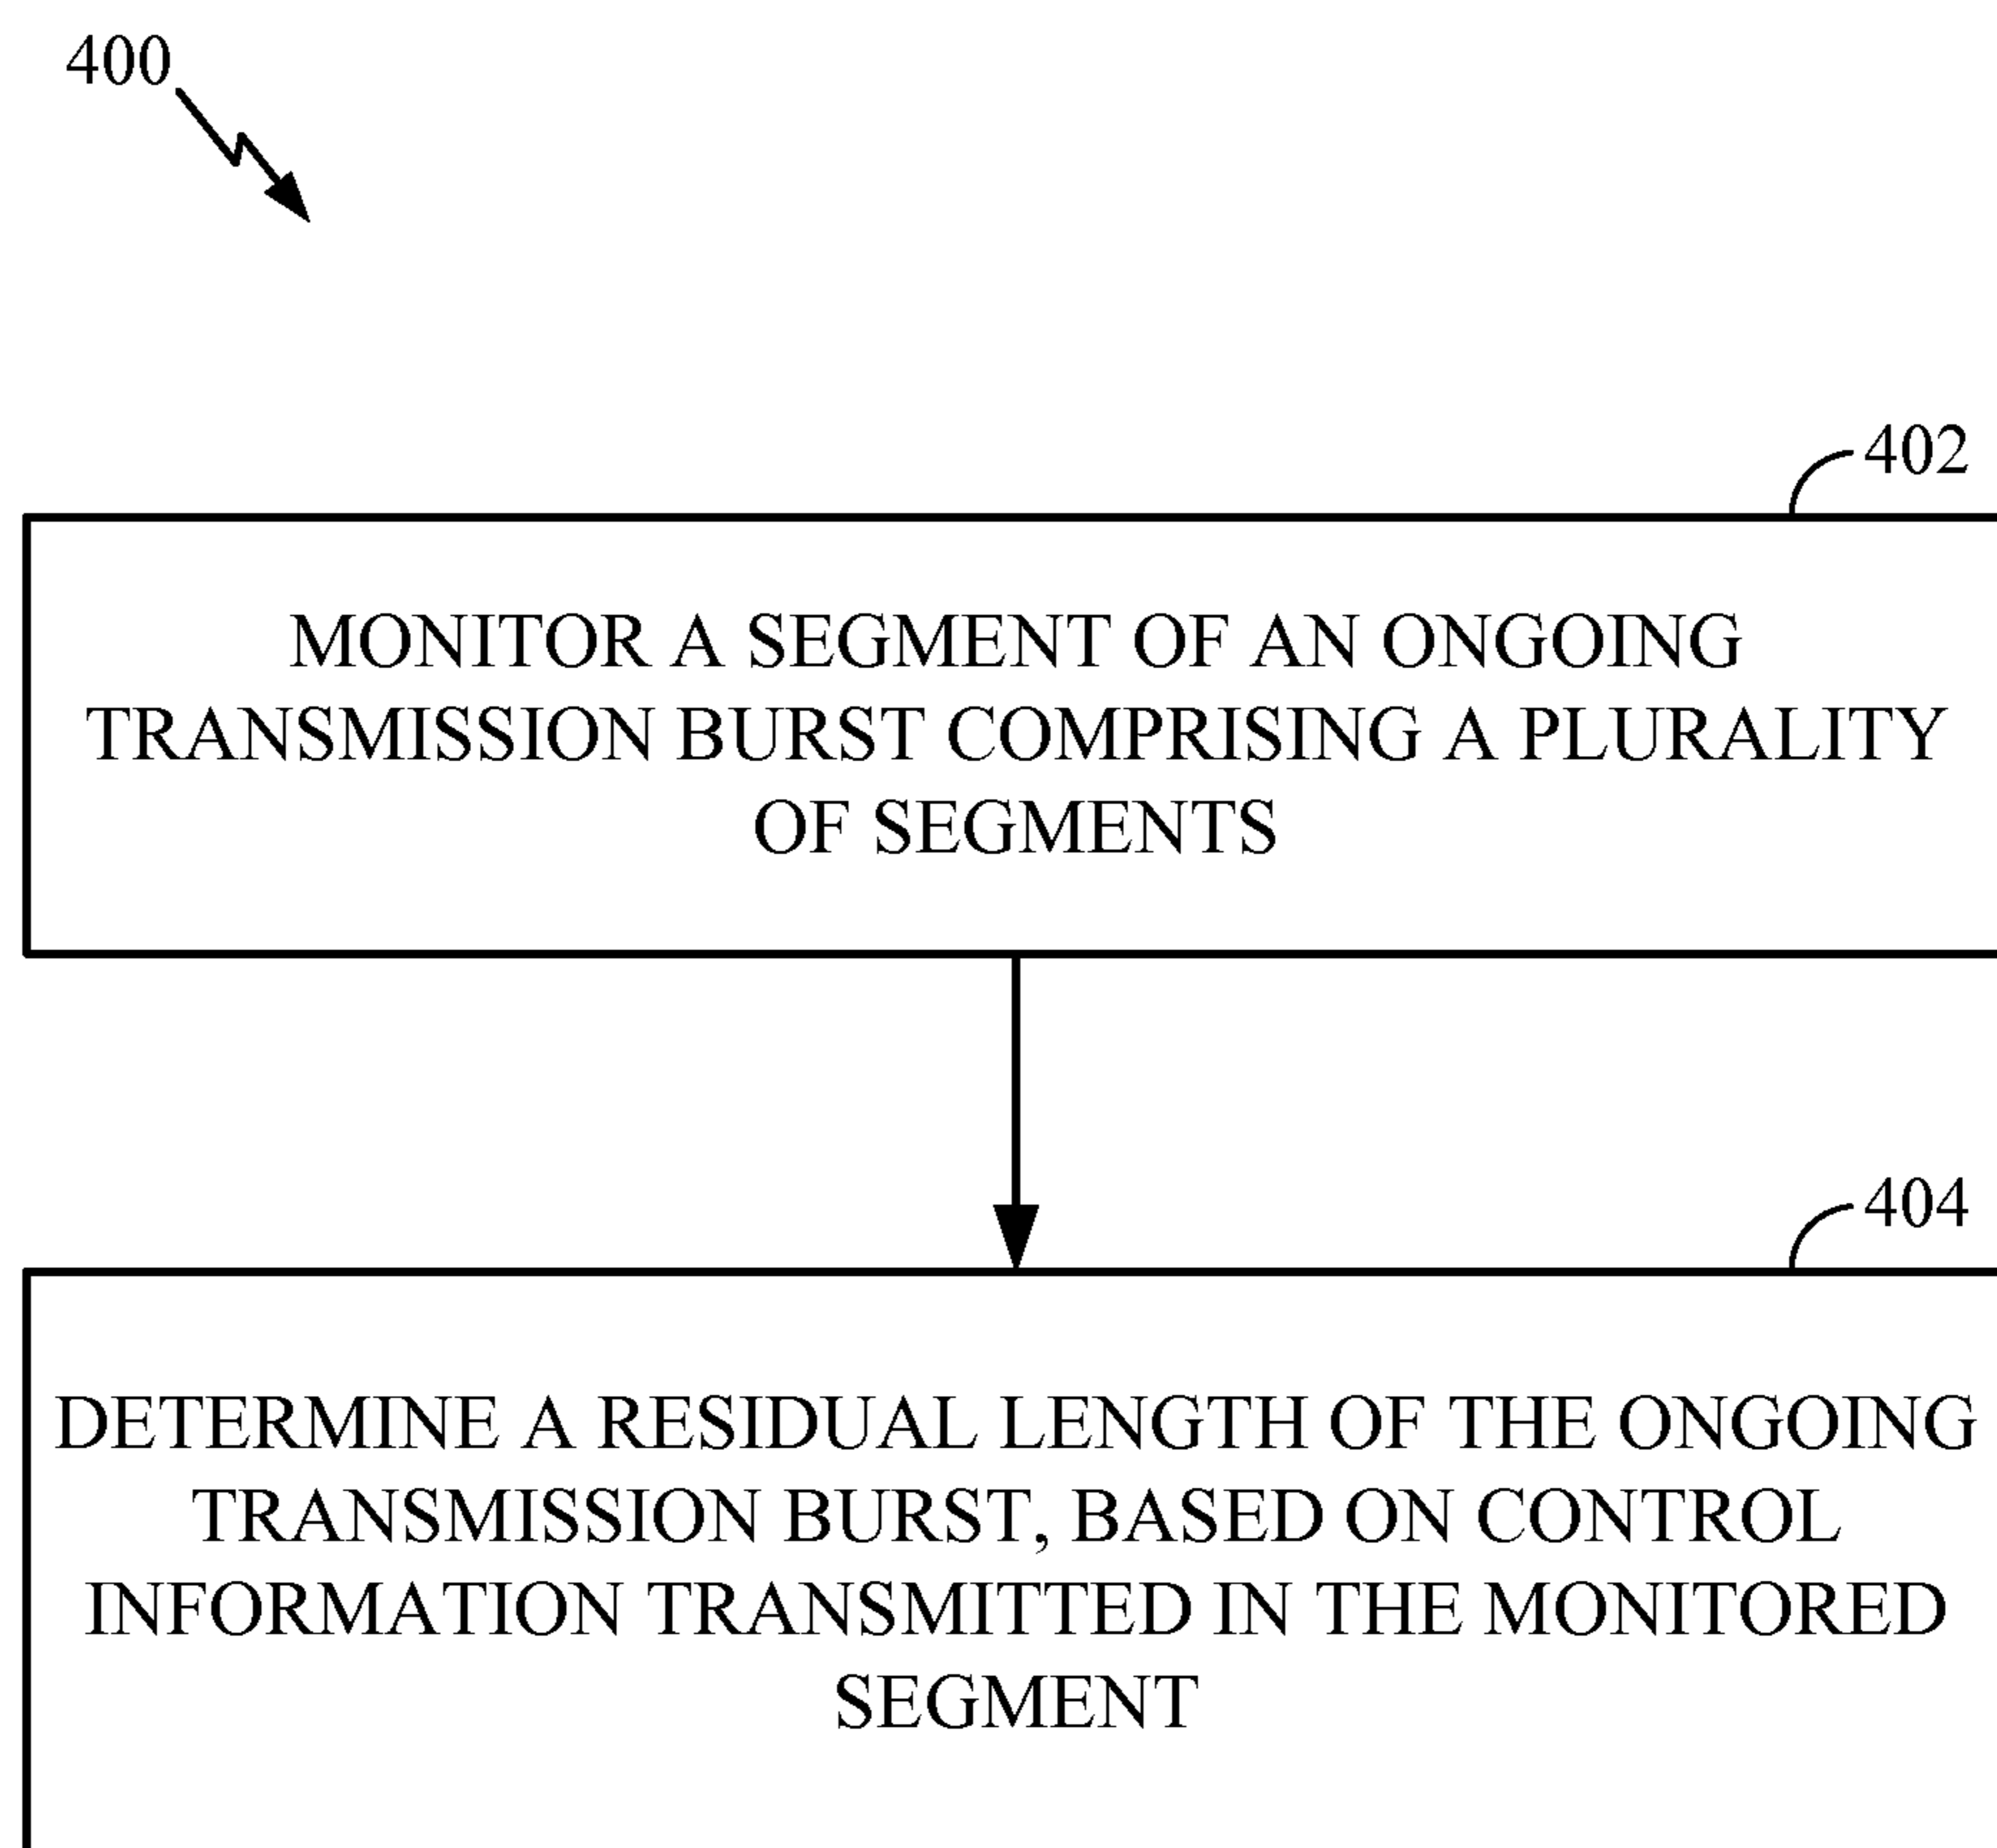 400
402
MONITOR A SEGMENT OF AN ONGOING
TRANSMISSION BURST COMPRISING A PLURALITY
OF SEGMENTS
404
DETERMINE A RESIDUAL LENGTH OF THE ONGOING
TRANSMISSION BURST, BASED ON CONTROL
INFORMATION TRANSMITTED IN THE MONITORED
SEGMENT